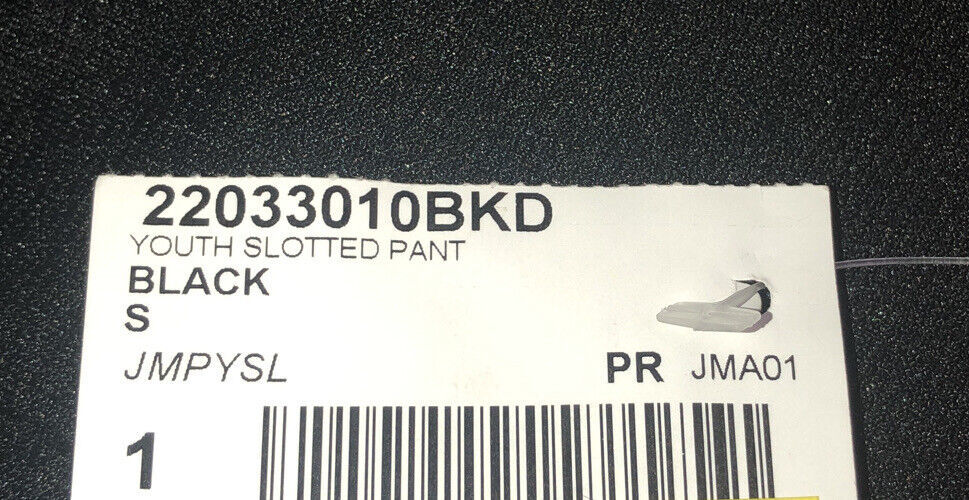 22033010BKD
YOUTH SLOTTED PANT
BLACK
S
JMPYSL PR JMA01
1